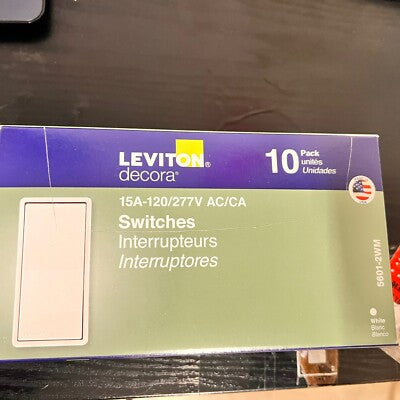 LEVITON®
decora®
10 Pack
unités
Unidades
15A-120/277V AC/CA
Switches
Interrupteurs
Interruptores
5601-2WM
White
Blanc
Blanco